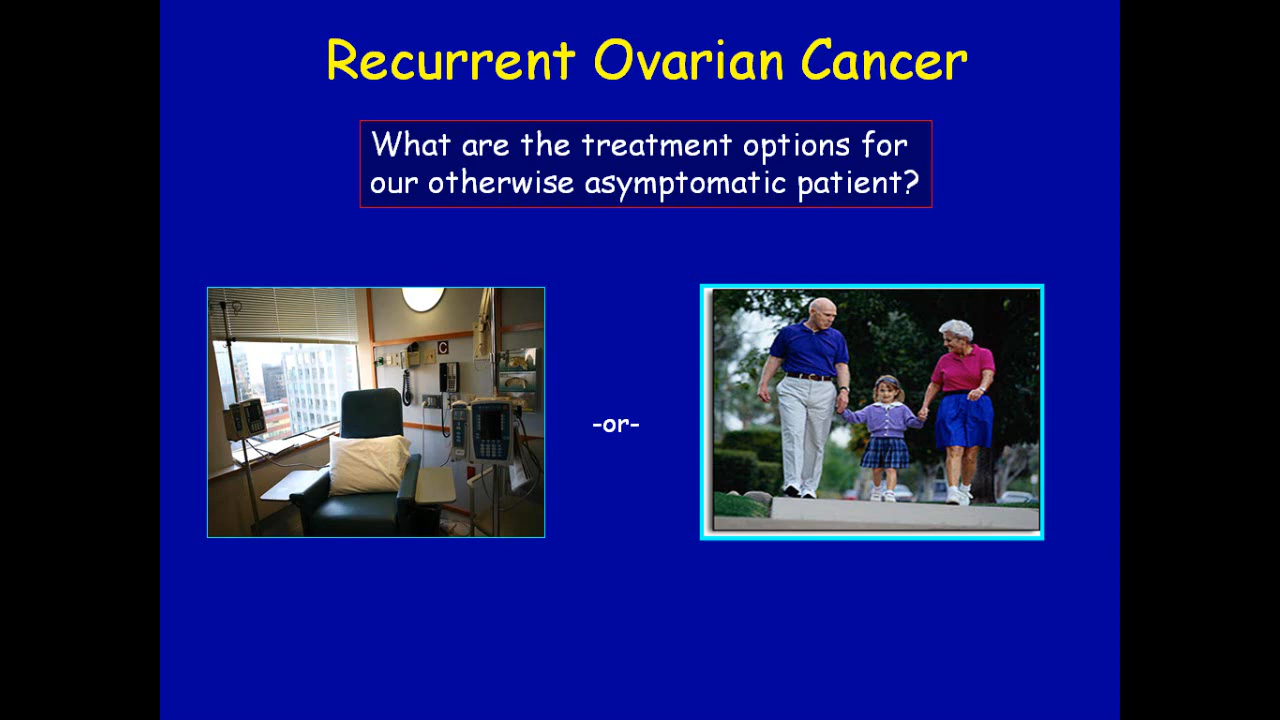 Recurrent Ovarian Cancer
What are the treatment options for
our otherwise asymptomatic patient?
C
-or-